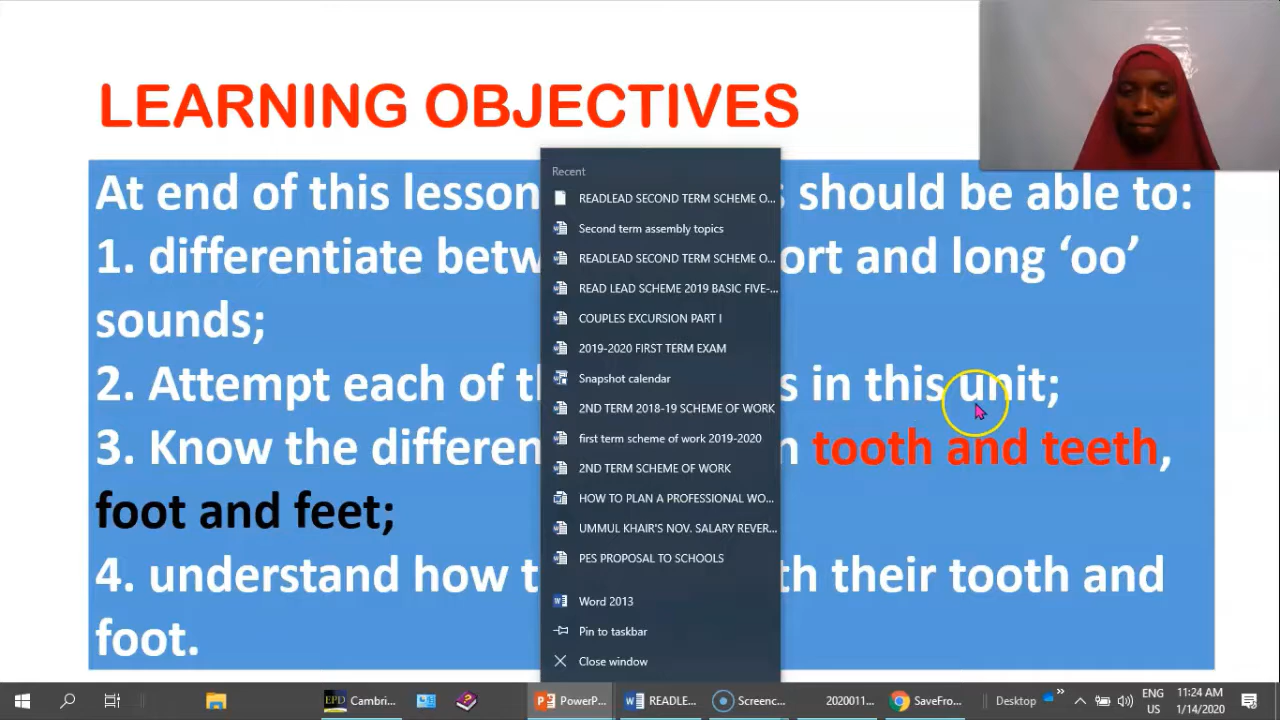 LEARNING OBJECTIVES
At end of this lesson should be able to:
1. differentiate betw ort and long ‘oo’
sounds;
2. Attempt each of th s in this unit;
3. Know the differen n tooth and teeth,
foot and feet;
4. understand how t th their tooth and
foot.
Recent
READLEAD SECOND TERM SCHEME O...
Second term assembly topics
READLEAD SECOND TERM SCHEME O...
READ LEAD SCHEME 2019 BASIC FIVE-...
COUPLES EXCURSION PART I
2019-2020 FIRST TERM EXAM
Snapshot calendar
2ND TERM 2018-19 SCHEME OF WORK
first term scheme of work 2019-2020
2ND TERM SCHEME OF WORK
HOW TO PLAN A PROFESSIONAL WO...
UMMUL KHAIR'S NOV. SALARY REVER...
PES PROPOSAL TO SCHOOLS
Word 2013
Pin to taskbar
Close window
EPD Cambri... PowerP... READLE... Screenc... 2020011... SaveFro... Desktop ENG 11:24 AM
US 1/14/2020